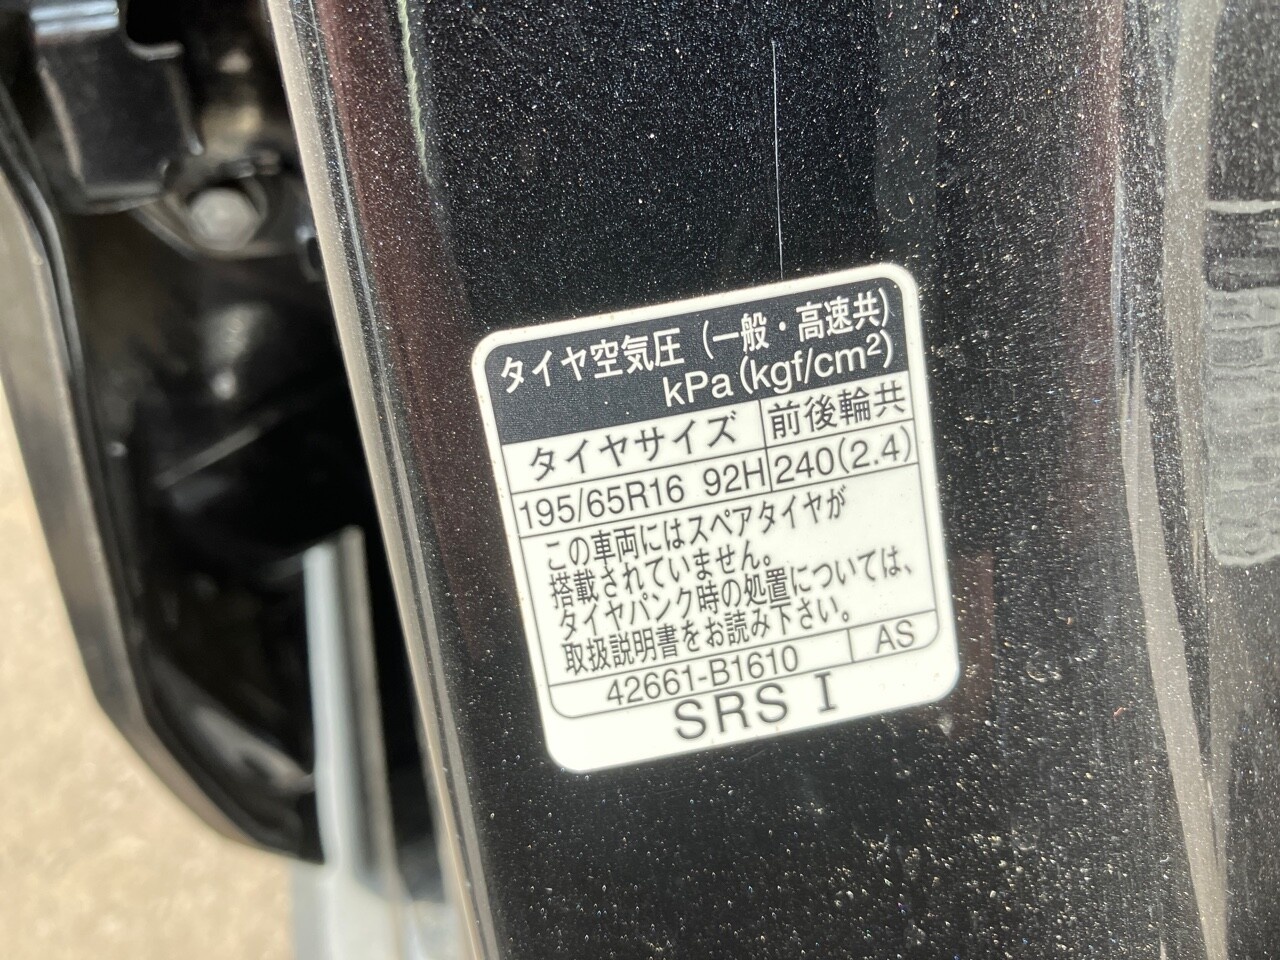 タイヤ空気圧（一般・高速共）
kPa(kgf/cm²)
タイヤサイズ 前後輪共
195/65R16 92H 240(2.4)
この車両にはスペアタイヤが
搭載されていません。
タイヤパンク時の処置については、
取扱説明書をお読み下さい。
42661-B1610 AS
SRS I